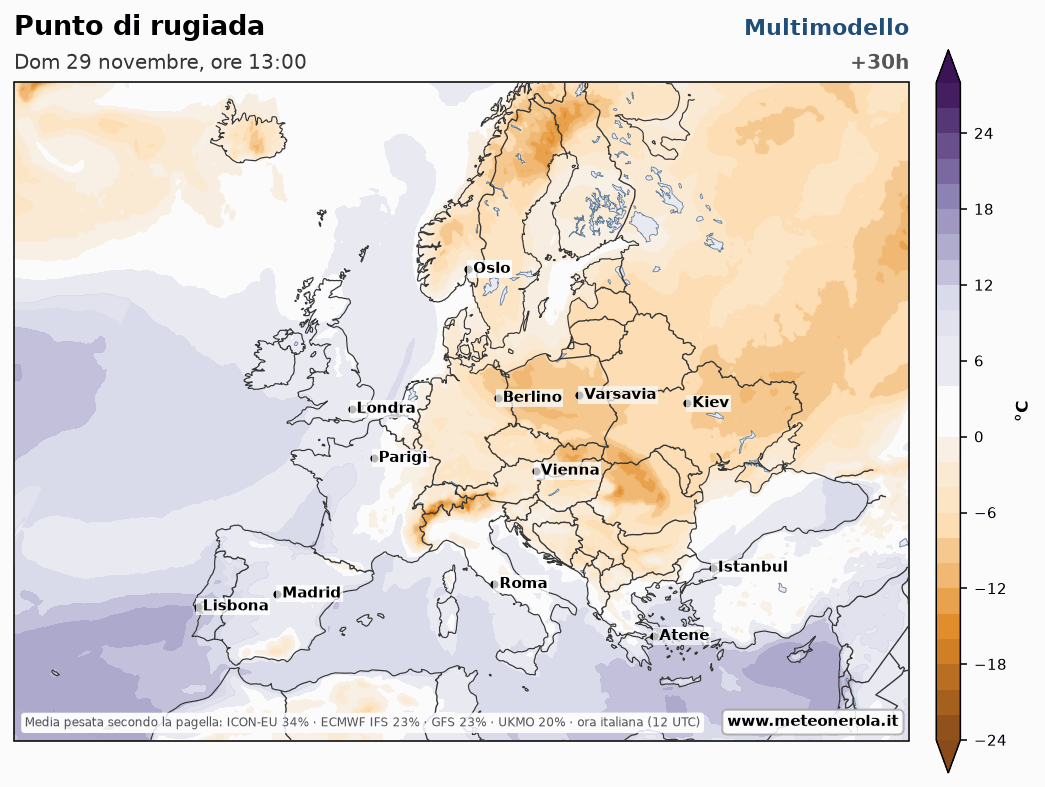 Punto di rugiada
Multimodello
Dom 29 novembre, ore 13:00
+30h
24
18
12
6
0
−6
−12
−18
−24
°C
Oslo
Berlino
Varsavia
Kiev
Londra
Parigi
Vienna
Istanbul
Roma
Madrid
Lisbona
Atene
Media pesata secondo la pagella: ICON-EU 34% · ECMWF IFS 23% · GFS 23% · UKMO 20% · ora italiana (12 UTC)
www.meteonerola.it